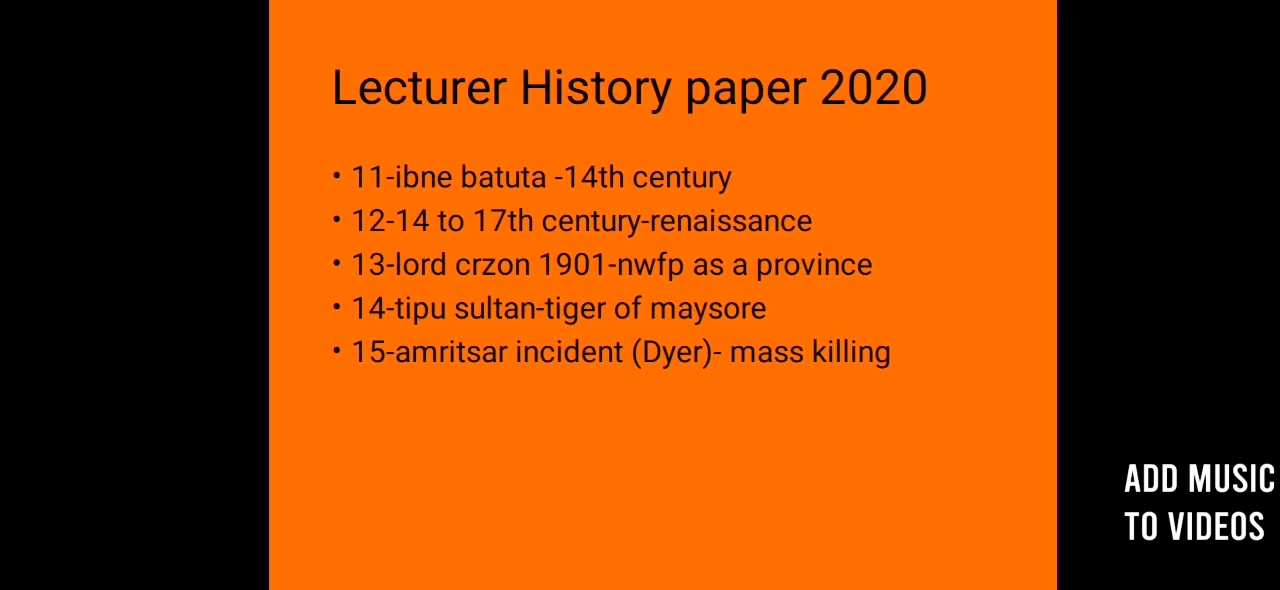 Lecturer History paper 2020
• 11-ibne batuta -14th century
• 12-14 to 17th century-renaissance
• 13-lord crzon 1901-nwfp as a province
• 14-tipu sultan-tiger of maysore
• 15-amritsar incident (Dyer)- mass killing
ADD MUSIC
TO VIDEOS